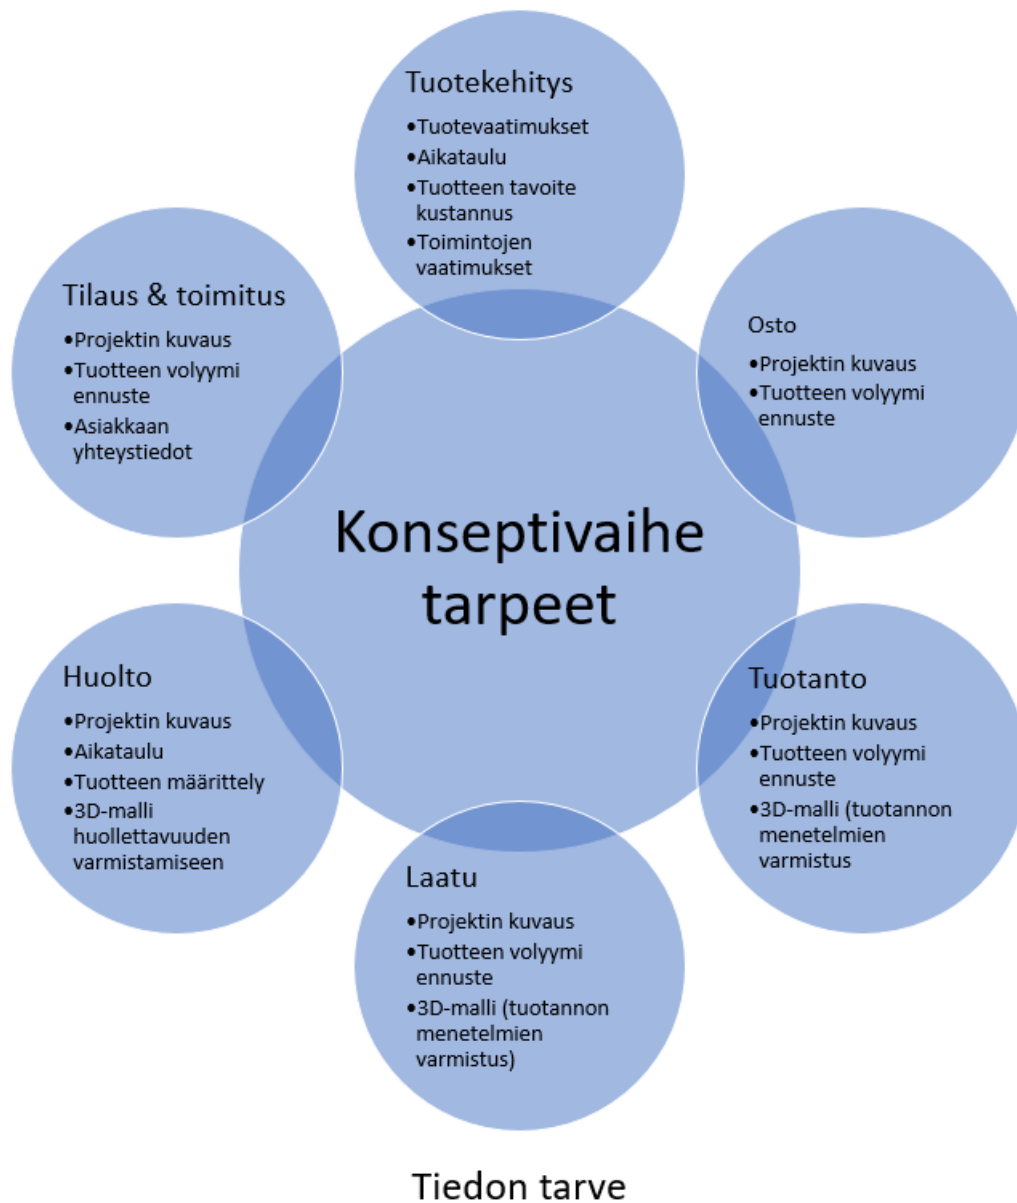 Tuotekehitys
•Tuotevaatimukset
•Aikataulu
•Tuotteen tavoite
kustannus
•Toimintojen
vaatimukset
Osto
•Projektin kuvaus
•Tuotteen volyymi
ennuste
Tuotanto
•Projektin kuvaus
•Tuotteen volyymi
ennuste
•3D-malli (tuotannon
menetelmien
varmistus
Laatu
•Projektin kuvaus
•Tuotteen volyymi
ennuste
•3D-malli (tuotannon
menetelmien
varmistus)
Huolto
•Projektin kuvaus
•Aikataulu
•Tuotteen määrittely
•3D-malli
huollettavuuden
varmistamiseen
Tilaus & toimitus
•Projektin kuvaus
•Tuotteen volyymi
ennuste
•Asiakkaan
yhteystiedot
Konseptivaihe
tarpeet
Tiedon tarve